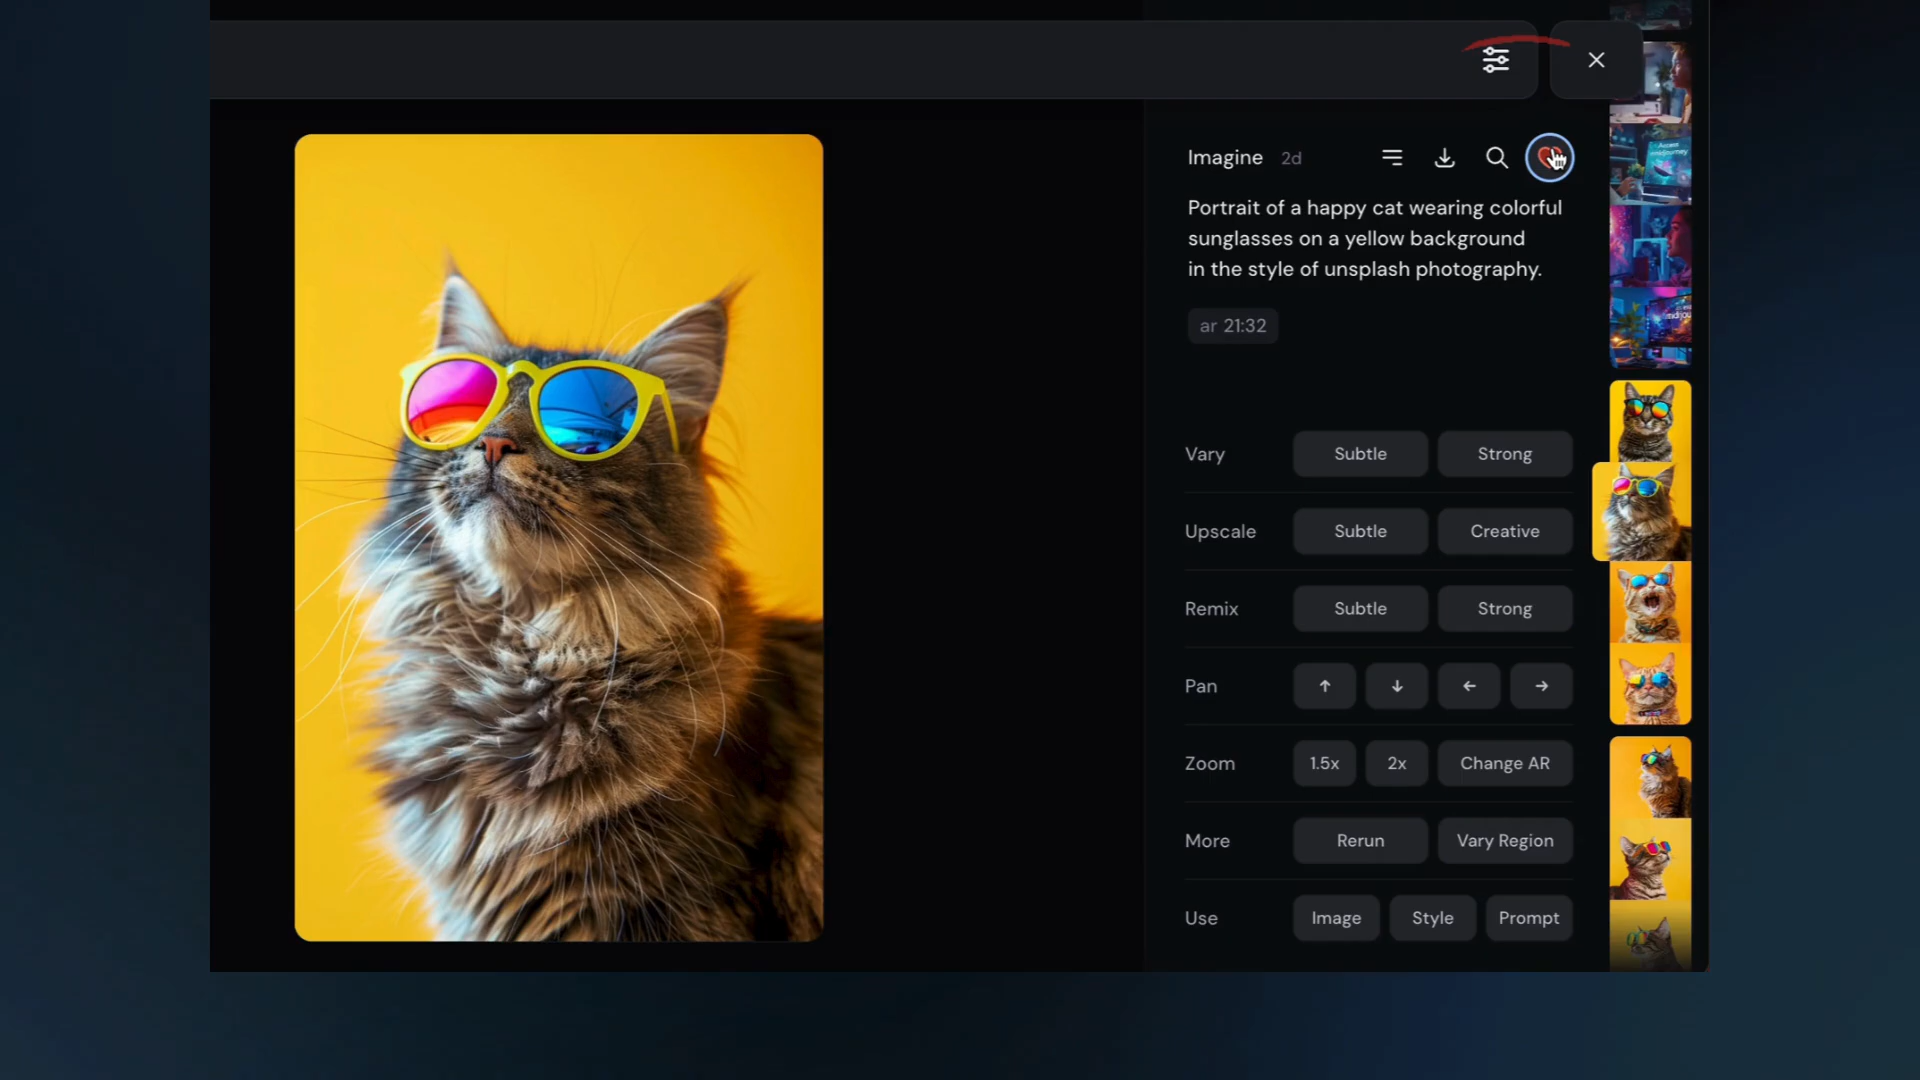 Imagine 2d
Portrait of a happy cat wearing colorful
sunglasses on a yellow background
in the style of unsplash photography.
ar 21:32
Vary Subtle Strong
Upscale Subtle Creative
Remix Subtle Strong
Pan ↑ ↓ ← →
Zoom 1.5x 2x Change AR
More Rerun Vary Region
Use Image Style Prompt
Access